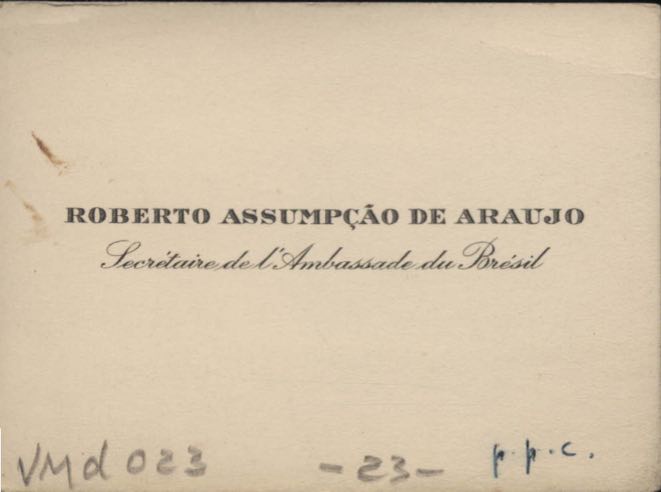 ROBERTO ASSUMPÇÃO DE ARAUJO
Secrétaire de l'Ambassade du Brésil
VMd 023 - 23 - p.p.c.